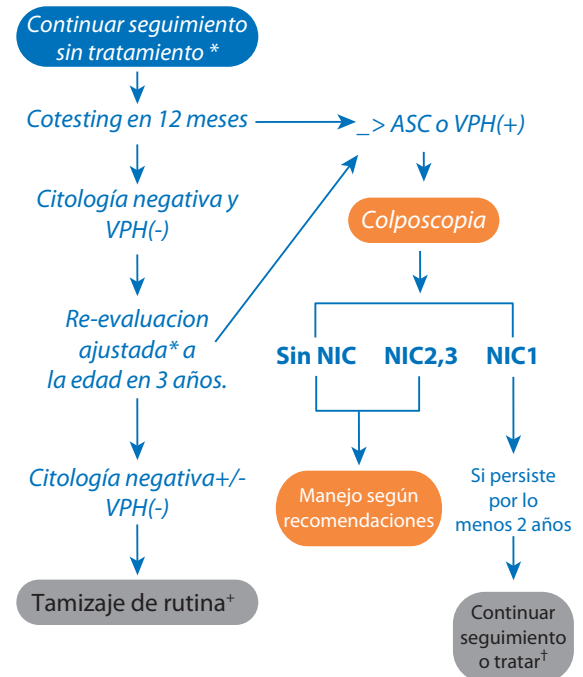 Continuar seguimiento
sin tratamiento *
Cotesting en 12 meses
_> ASC o VPH(+)
Citología negativa y
VPH(-)
Colposcopia
Re-evaluacion
ajustada* a
la edad en 3 años.
Sin NIC
NIC2,3
NIC1
Citología negativa+/-
VPH(-)
Manejo según
recomendaciones
Si persiste
por lo
menos 2 años
Tamizaje de rutina+
Continuar
seguimiento
o tratar†